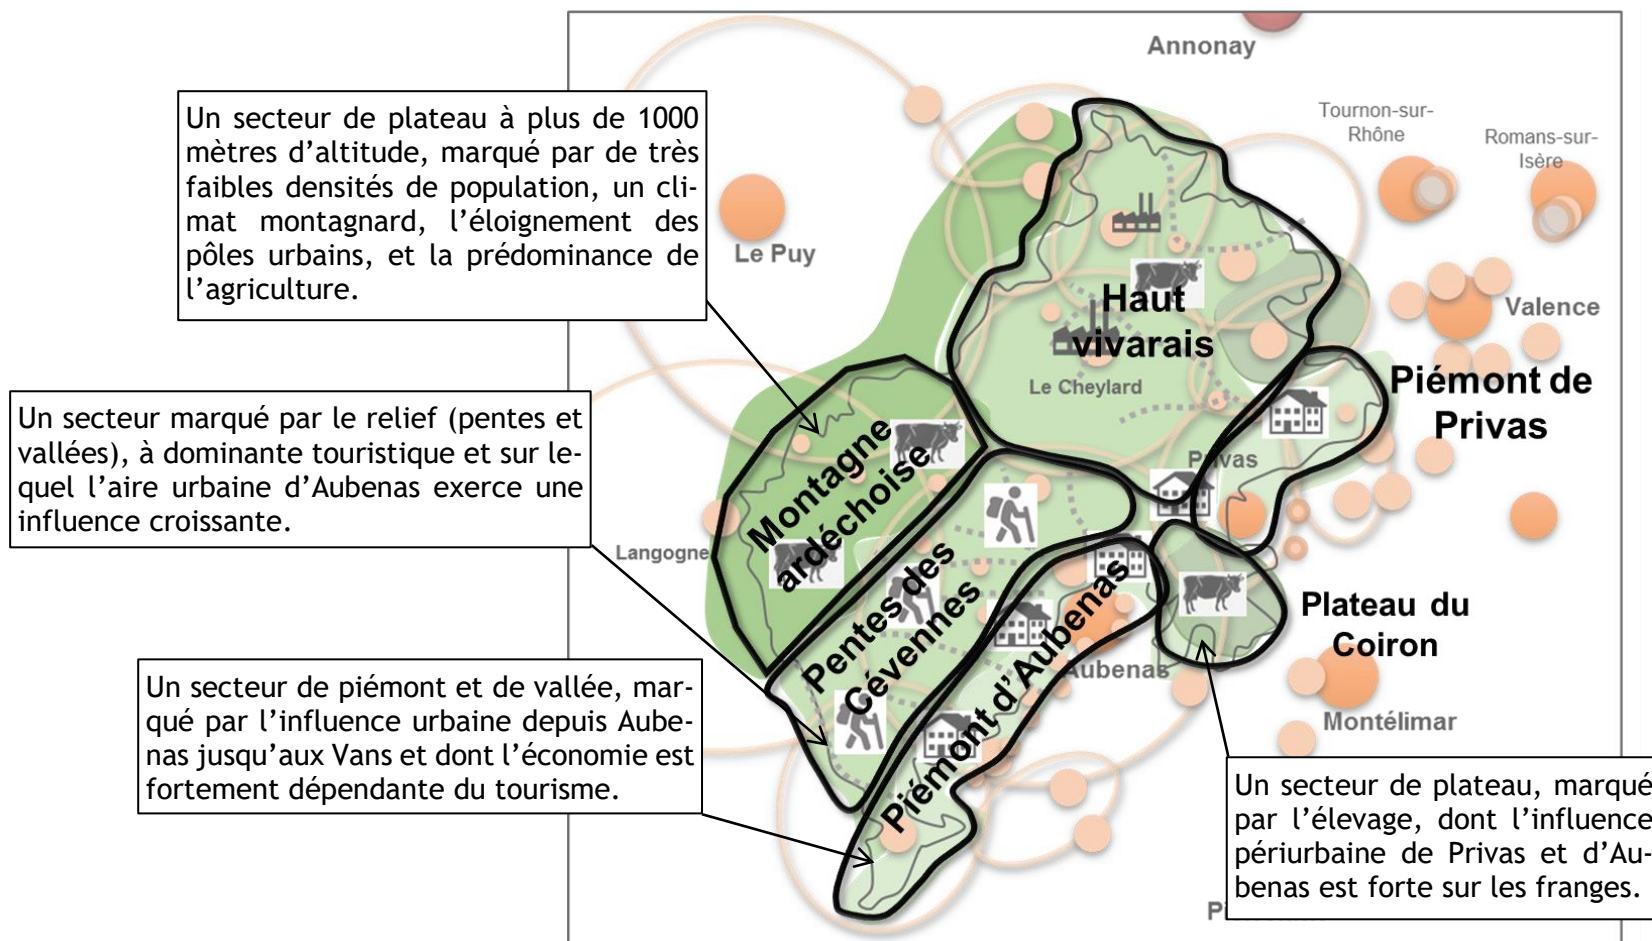 Annonay
Tournon-sur-
Rhône
Romans-sur-
Isère
Un secteur de plateau à plus de 1000
mètres d’altitude, marqué par de très
faibles densités de population, un cli-
mat montagnard, l’éloignement des
pôles urbains, et la prédominance de
l’agriculture.
Le Puy
Valence
Haut
vivarais
Le Cheylard
Piémont de
Privas
Privas
Un secteur marqué par le relief (pentes et
vallées), à dominante touristique et sur le-
quel l’aire urbaine d’Aubenas exerce une
influence croissante.
Montagne
ardéchoise
Langogne
Pentes des
Cévennes
Piémont d’Aubenas
Aubenas
Plateau du
Coiron
Montélimar
Un secteur de piémont et de vallée, mar-
qué par l’influence urbaine depuis Aube-
nas jusqu’aux Vans et dont l’économie est
fortement dépendante du tourisme.
Un secteur de plateau, marqué
par l’élevage, dont l’influence
périurbaine de Privas et d’Au-
benas est forte sur les franges.